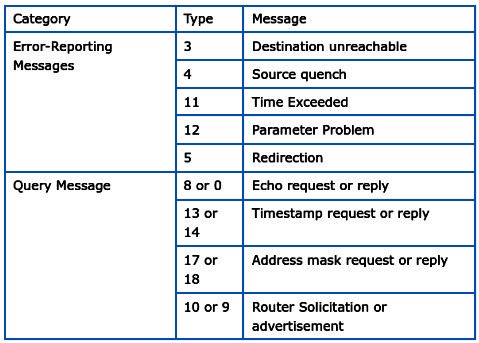 Category Type Message
Error-Reporting Messages 3 Destination unreachable
4 Source quench
11 Time Exceeded
12 Parameter Problem
5 Redirection
Query Message 8 or 0 Echo request or reply
13 or 14 Timestamp request or reply
17 or 18 Address mask request or reply
10 or 9 Router Solicitation or advertisement